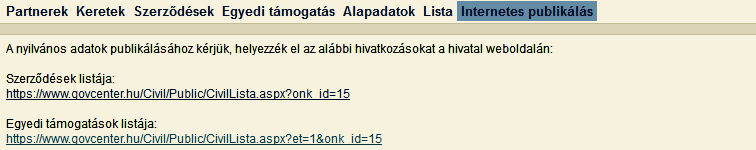 Partnerek Keretek Szerződések Egyedi támogatás Alapadatok Lista Internetes publikálás
A nyilvános adatok publikálásához kérjük, helyezzék el az alábbi hivatkozásokat a hivatal weboldalán:
Szerződések listája:
https://www.govcenter.hu/Civil/Public/CivilLista.aspx?onk_id=15
Egyedi támogatások listája:
https://www.govcenter.hu/Civil/Public/CivilLista.aspx?et=1&onk_id=15